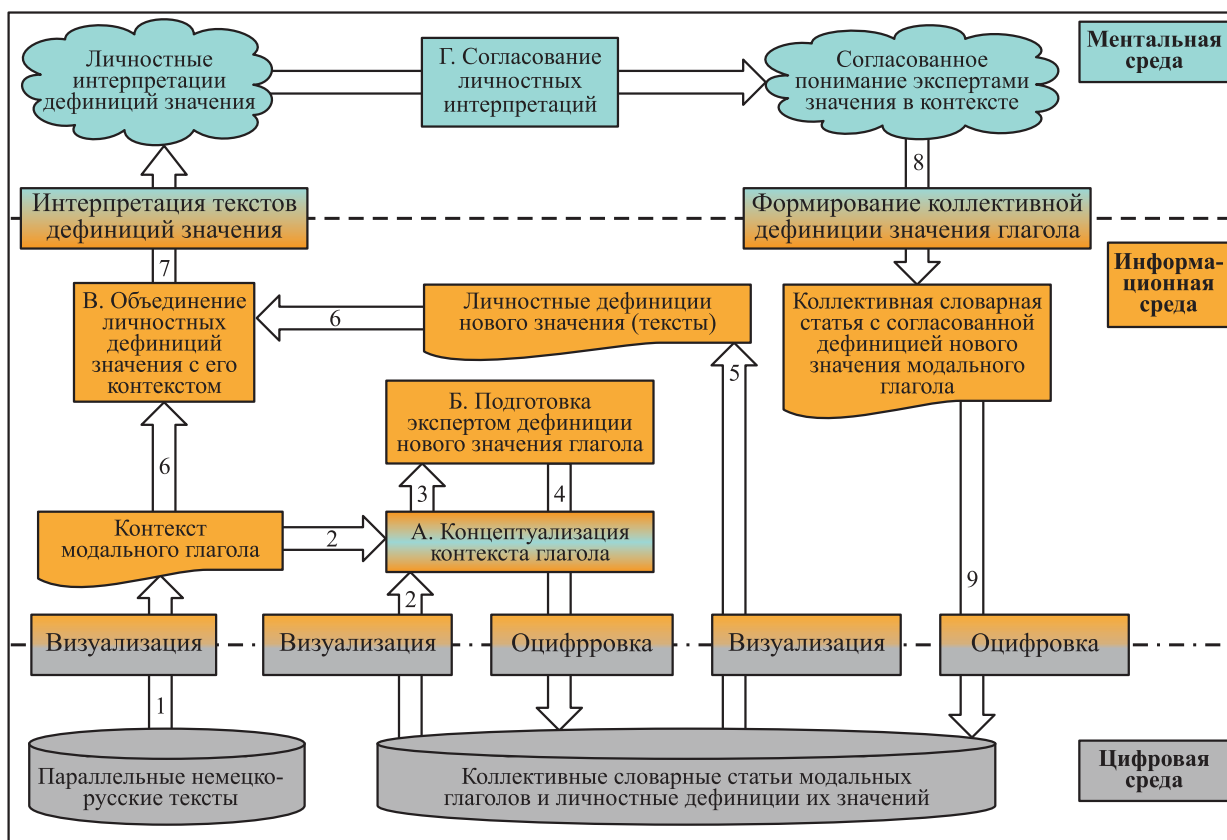 Личностные
интерпретации
дефиниций значения
Г. Согласование
личностных
интерпретаций
Согласованное
понимание экспертами
значения в контексте
Ментальная
среда
8
Интерпретация текстов
дефиниций значения
Формирование коллективной
дефиниции значения глагола
Информа-
ционная
среда
7
В. Объединение
личностных
дефиниций
значения с его
контекстом
6
Личностные дефиниции
нового значения (тексты)
Коллективная словарная
статья с согласованной
дефиницией нового
значения модального
глагола
5
Б. Подготовка
экспертом дефиниции
нового значения глагола
6
3
4
Контекст
модального глагола
2
А. Концептуализация
контекста глагола
2
9
Визуализация
Визуализация
Оцифрровка
Визуализация
Оцифровка
1
Параллельные немецко-
русские тексты
Коллективные словарные статьи модальных
глаголов и личностные дефиниции их значений
Цифровая
среда